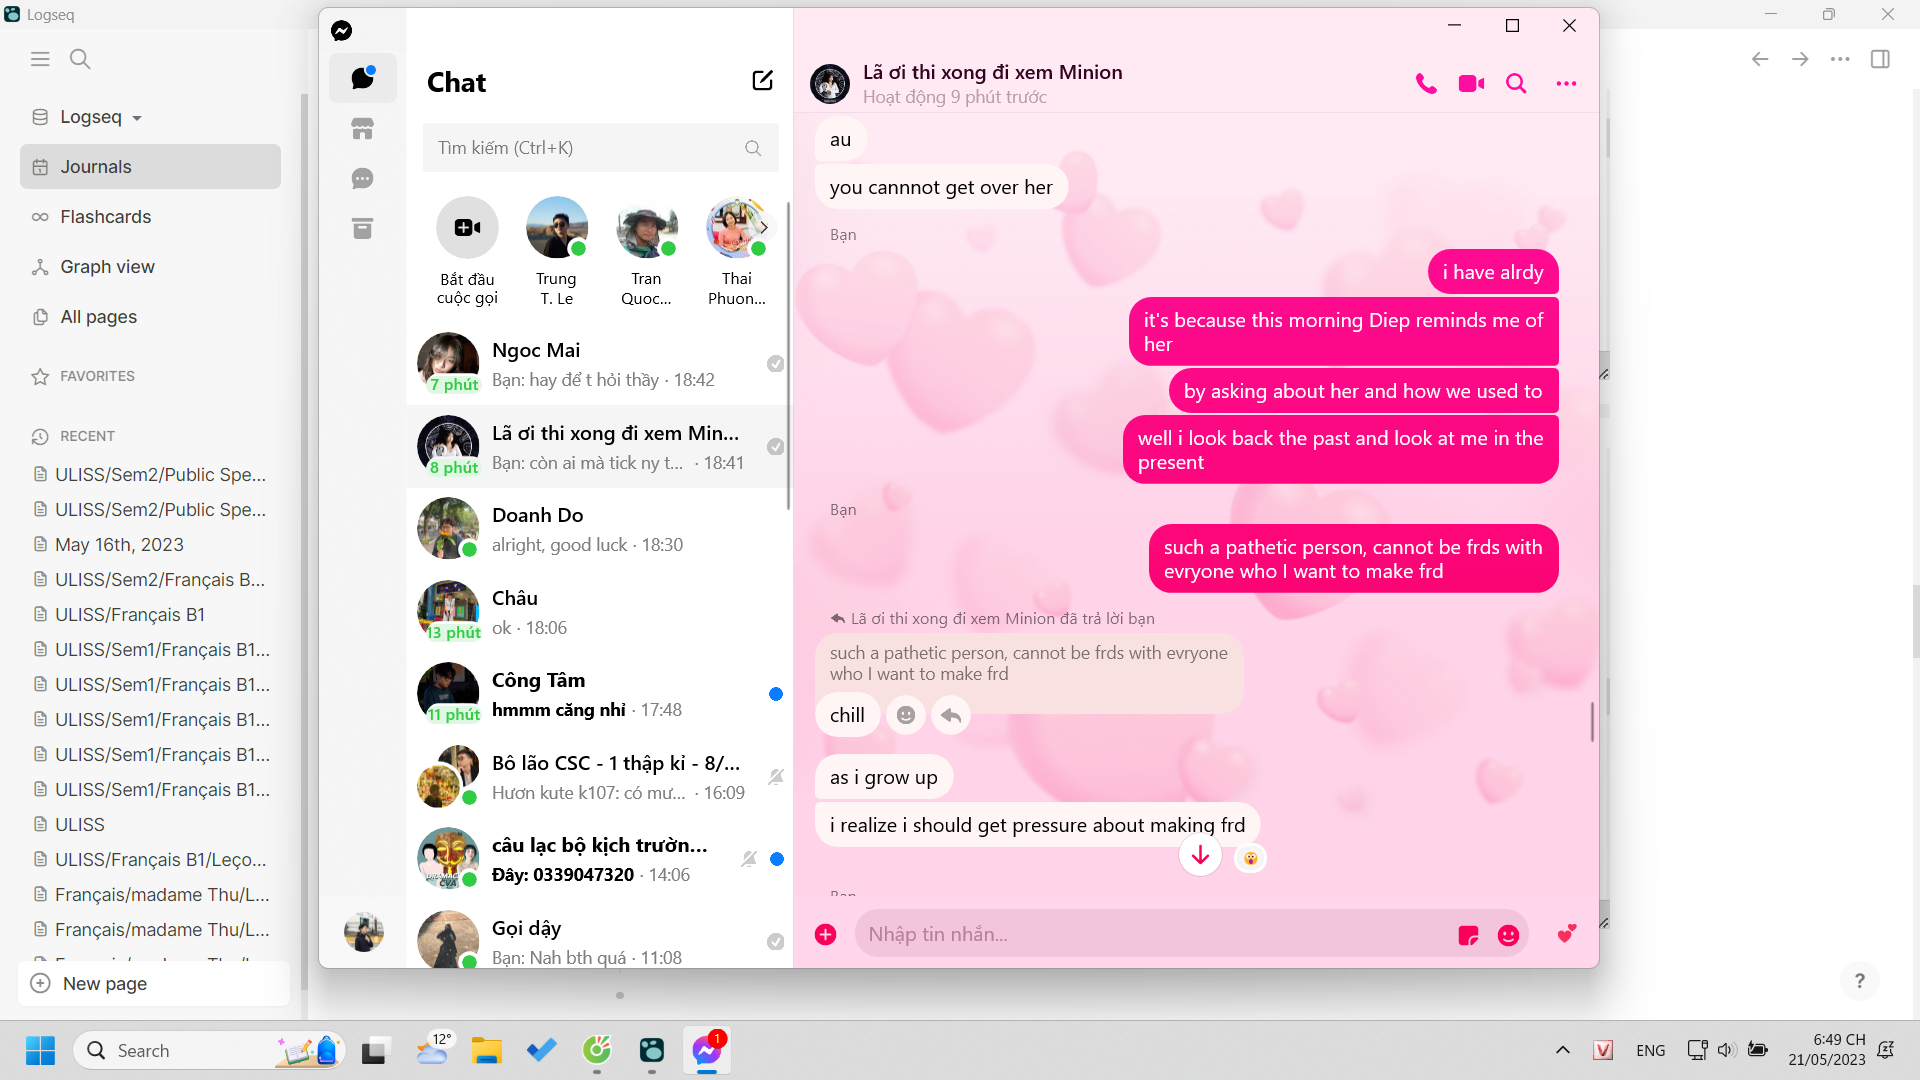 Logseq
Logseq
Journals
Flashcards
Graph view
All pages
FAVORITES
RECENT
ULISS/Sem2/Public Spe...
ULISS/Sem2/Public Spe...
May 16th, 2023
ULISS/Sem2/Français B...
ULISS/Français B1
ULISS/Sem1/Français B1...
ULISS/Sem1/Français B1...
ULISS/Sem1/Français B1...
ULISS/Sem1/Français B1...
ULISS/Sem1/Français B1...
ULISS
ULISS/Français B1/Leço...
Français/madame Thu/L...
Français/madame Thu/L...
New page
Chat
Tìm kiếm (Ctrl+K)
Bắt đầu
cuộc gọi
Trung
T. Le
Tran
Quoc...
Thai
Phuon...
Ngoc Mai
7 phút
Bạn: hay để t hỏi thầy · 18:42
Lã ơi thi xong đi xem Min...
8 phút
Bạn: còn ai mà tick ny t... · 18:41
Doanh Do
alright, good luck · 18:30
Châu
13 phút
ok · 18:06
Công Tâm
11 phút
hmmm căng nhỉ · 17:48
Bô lão CSC - 1 thập kỉ - 8/...
Hươn kute k107: có mư... · 16:09
câu lạc bộ kịch trườn...
Đây: 0339047320 · 14:06
Gọi dậy
Bạn: Nah bth quá · 11:08
Lã ơi thi xong đi xem Minion
Hoạt động 9 phút trước
au
you cannnot get over her
Bạn
i have alrdy
it's because this morning Diep reminds me of
her
by asking about her and how we used to
well i look back the past and look at me in the
present
Bạn
such a pathetic person, cannot be frds with
evryone who I want to make frd
Lã ơi thi xong đi xem Minion đã trả lời bạn
such a pathetic person, cannot be frds with evryone
who I want to make frd
chill
as i grow up
i realize i should get pressure about making frd
Nhập tin nhắn...
?
Search
12°
1
V
ENG
6:49 CH
21/05/2023